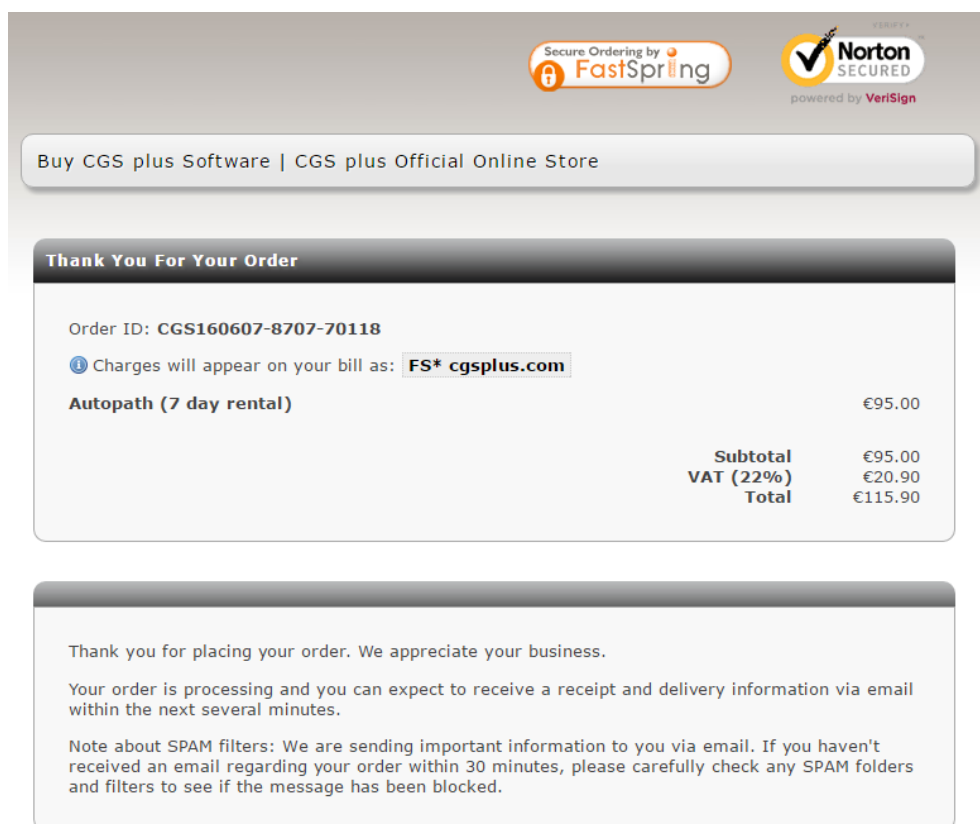 Secure Ordering by
FastSpring
VERIFY
Norton
SECURED
powered by VeriSign
Buy CGS plus Software | CGS plus Official Online Store
Thank You For Your Order
Order ID: CGS160607-8707-70118
Charges will appear on your bill as: FS* cgsplus.com
Autopath (7 day rental) €95.00
Subtotal €95.00
VAT (22%) €20.90
Total €115.90
Thank you for placing your order. We appreciate your business.
Your order is processing and you can expect to receive a receipt and delivery information via email
within the next several minutes.
Note about SPAM filters: We are sending important information to you via email. If you haven't
received an email regarding your order within 30 minutes, please carefully check any SPAM folders
and filters to see if the message has been blocked.